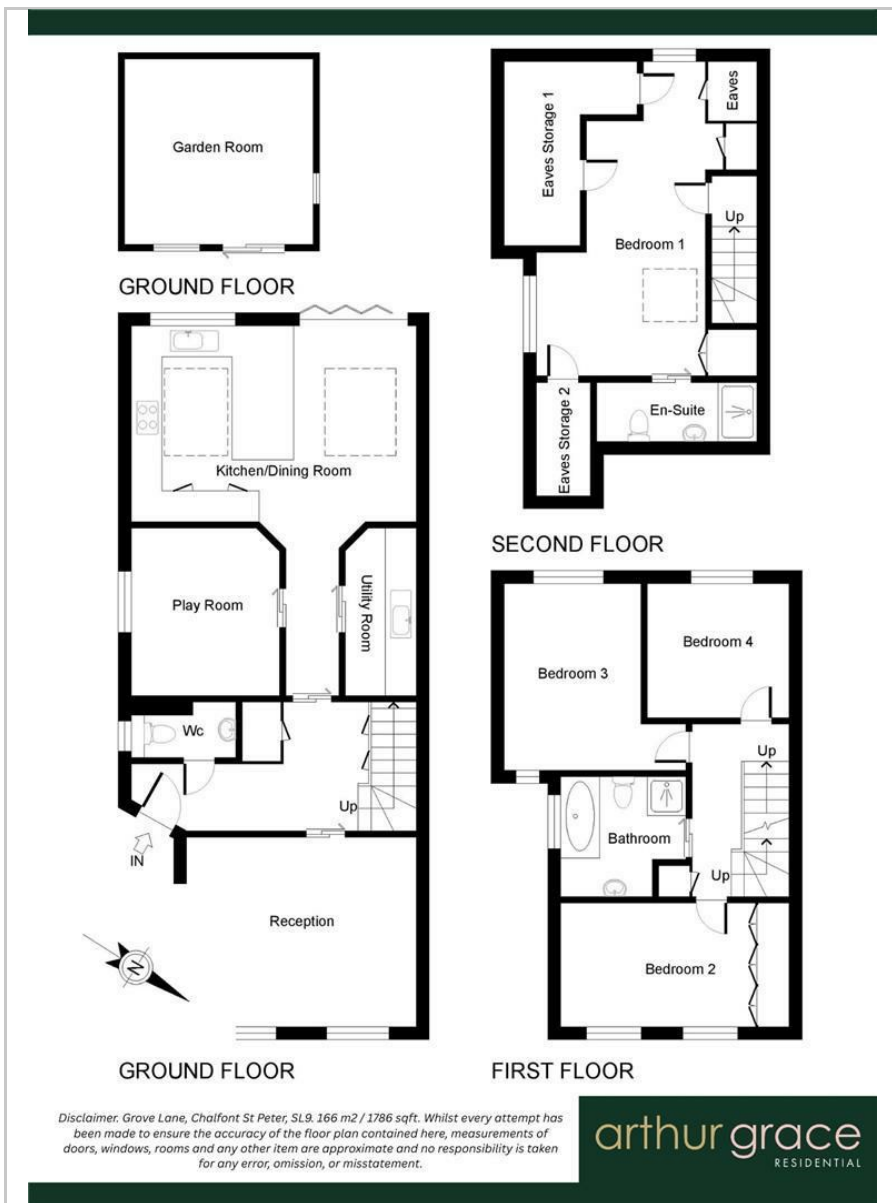 Garden Room
GROUND FLOOR
Eaves Storage 1
Eaves
Up
Bedroom 1
En-Suite
Eaves Storage 2
SECOND FLOOR
Kitchen/Dining Room
Play Room
Utility Room
Wc
Up
IN
Reception
N
GROUND FLOOR
Bedroom 3
Bedroom 4
Up
Bathroom
Up
Bedroom 2
FIRST FLOOR
Disclaimer. Grove Lane, Chalfont St Peter, SL9. 166 m2 / 1786 sqft. Whilst every attempt has
been made to ensure the accuracy of the floor plan contained here, measurements of
doors, windows, rooms and any other item are approximate and no responsibility is taken
for any error, omission, or misstatement.
arthur grace
RESIDENTIAL